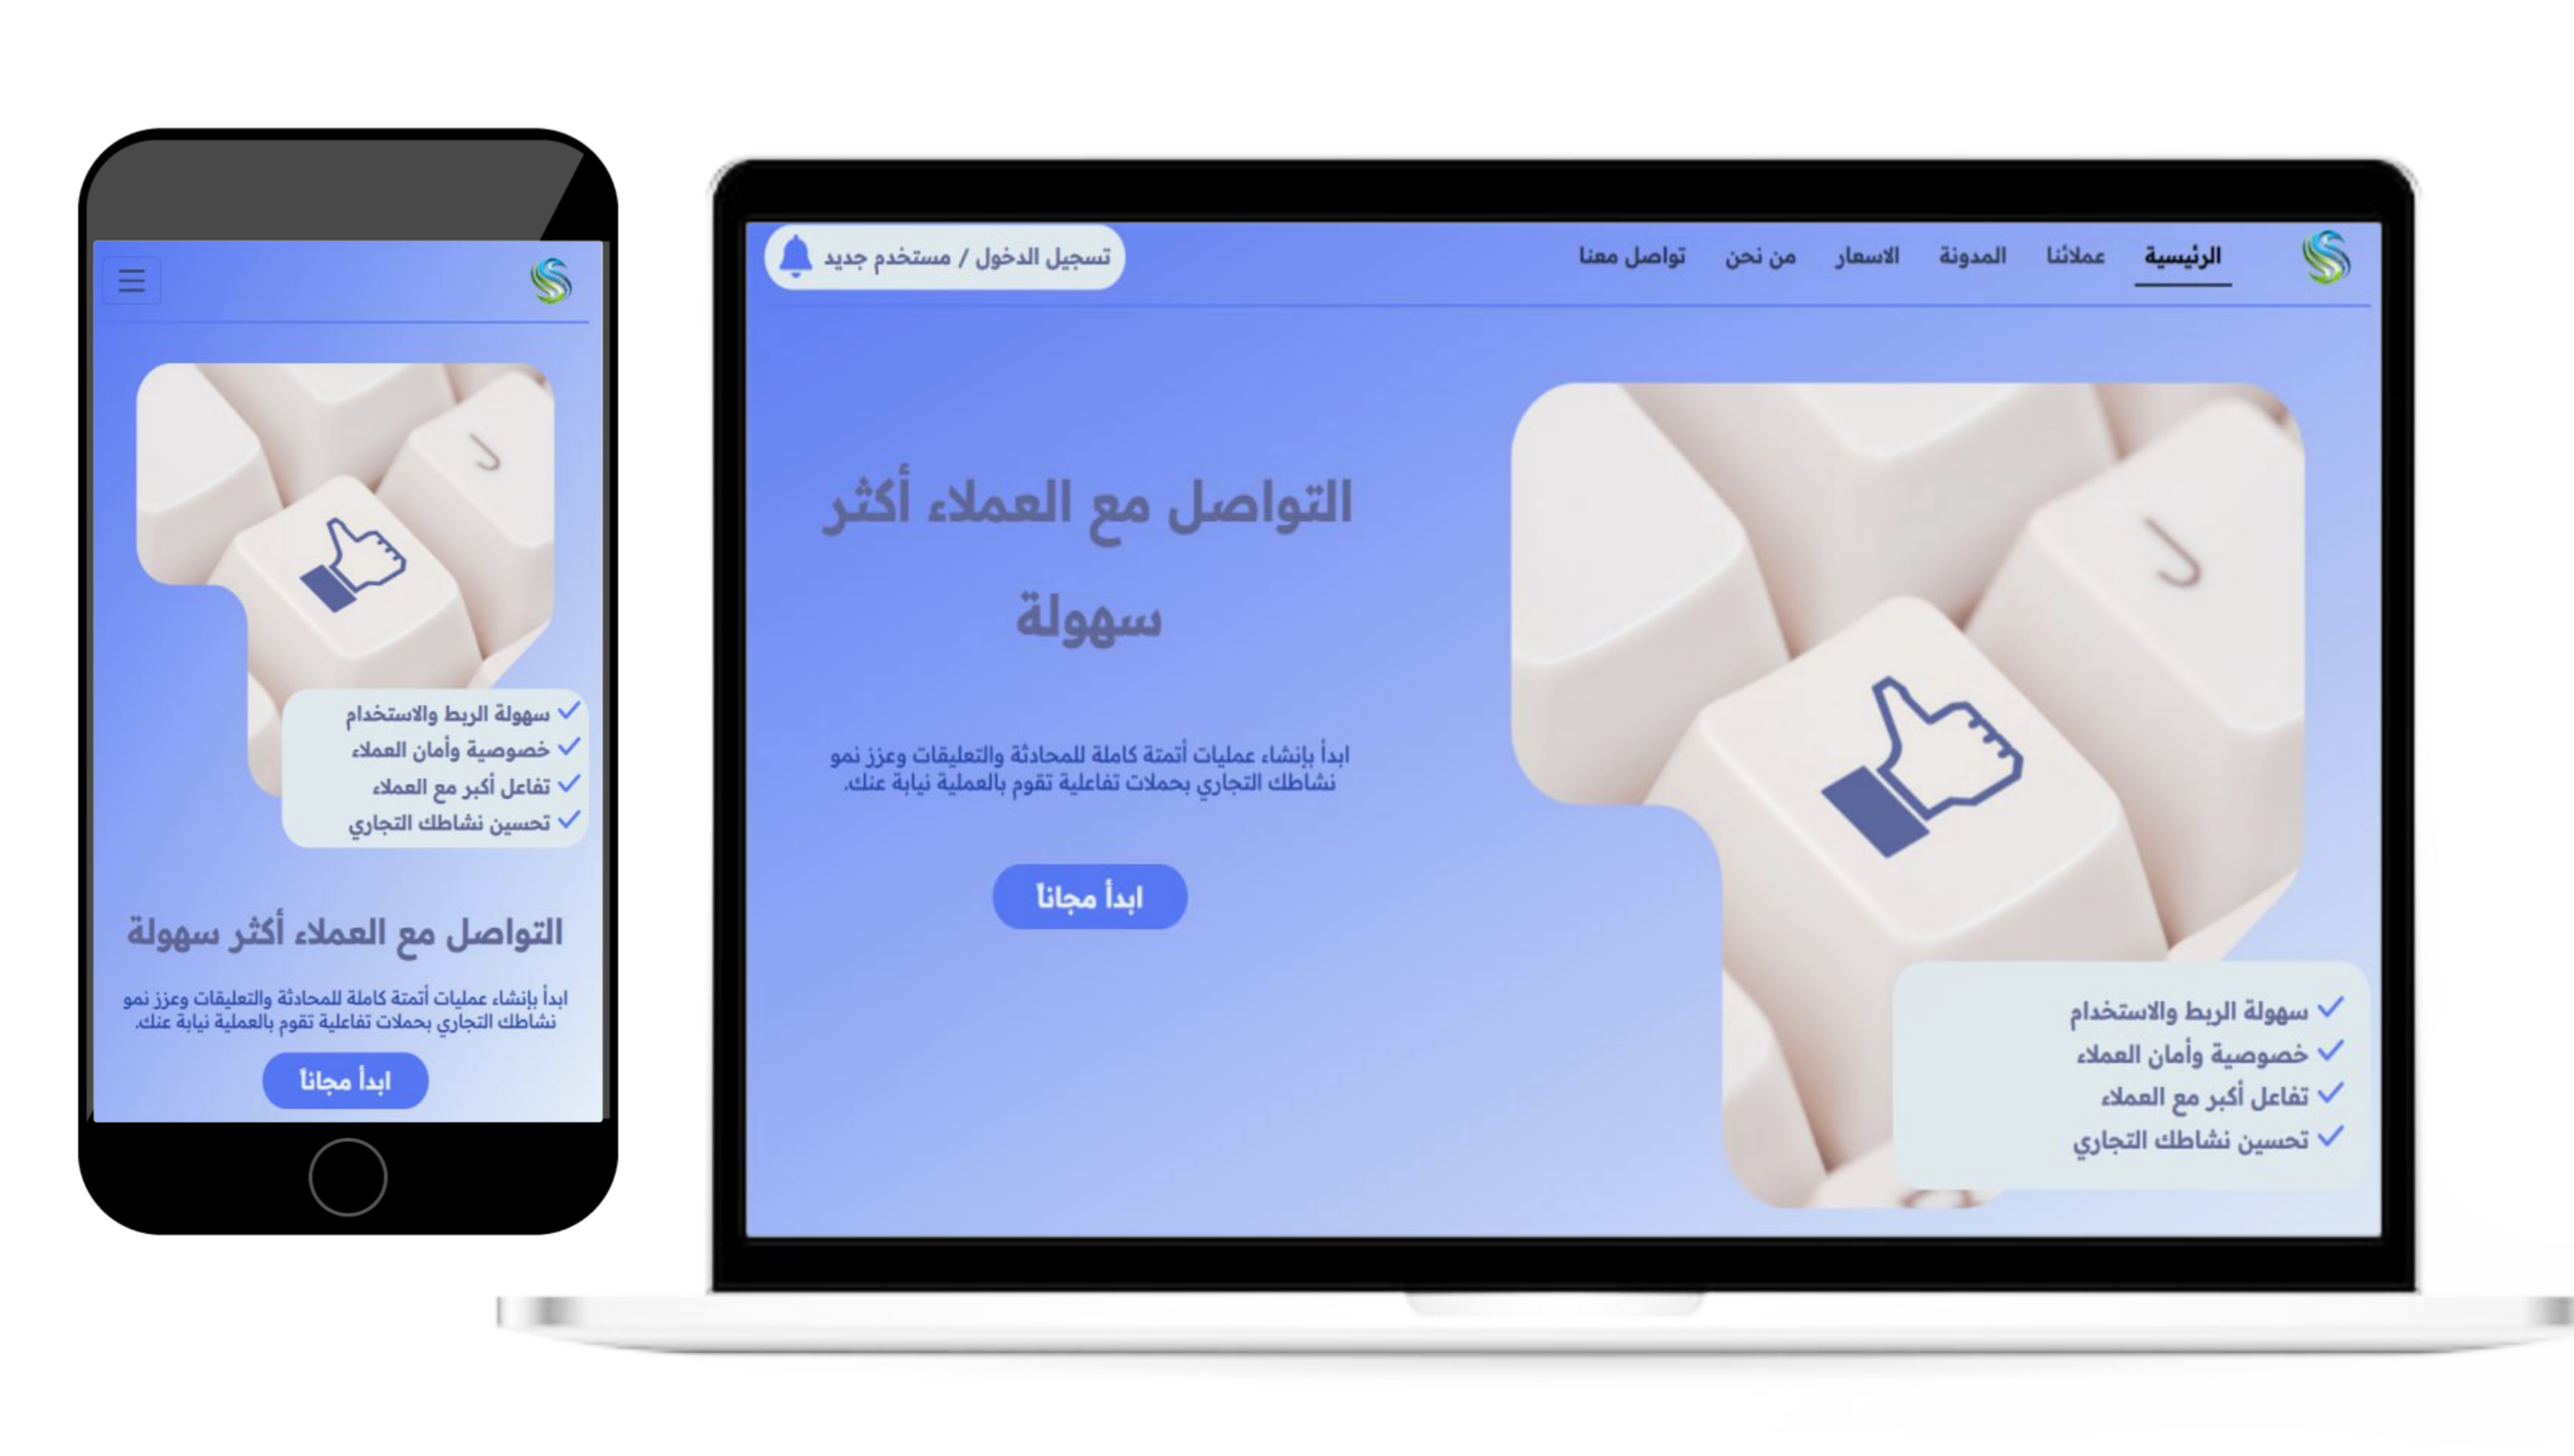 سهولة الربط والاستخدام
خصوصية وأمان العملاء
تفاعل أكبر مع العملاء
تحسين نشاطك التجاري
التواصل مع العملاء أكثر سهولة
ابدأ بإنشاء عمليات أتمتة كاملة للمحادثة والتعليقات وعزز نمو
نشاطك التجاري بحملات تفاعلية تقوم بالعملية نيابة عنك.
ابدأ مجاناً
الرئيسية عملائنا المدونة الاسعار من نحن تواصل معنا
تسجيل الدخول / مستخدم جديد
التواصل مع العملاء أكثر
سهولة
ابدأ بإنشاء عمليات أتمتة كاملة للمحادثة والتعليقات وعزز نمو
نشاطك التجاري بحملات تفاعلية تقوم بالعملية نيابة عنك.
ابدأ مجاناً
سهولة الربط والاستخدام
خصوصية وأمان العملاء
تفاعل أكبر مع العملاء
تحسين نشاطك التجاري